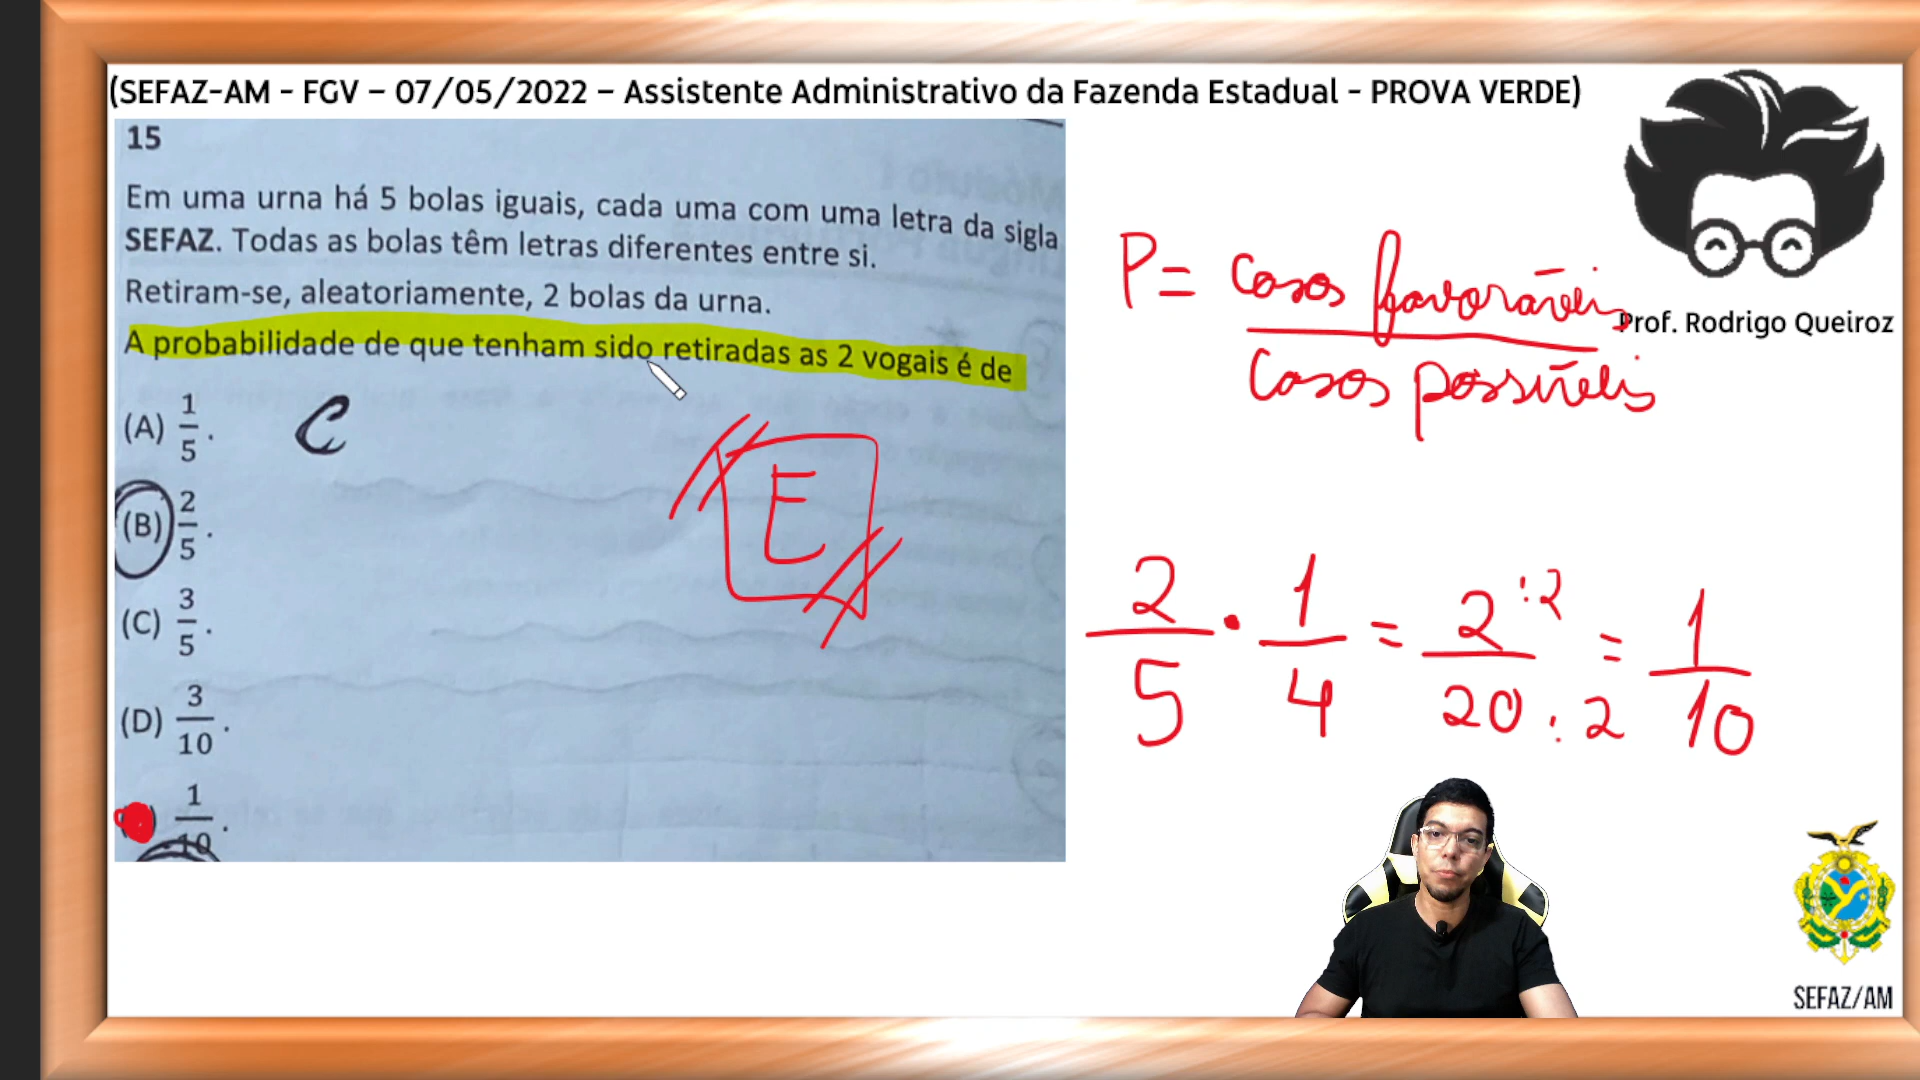 (SEFAZ-AM - FGV – 07/05/2022 – Assistente Administrativo da Fazenda Estadual - PROVA VERDE)
15
Em uma urna há 5 bolas iguais, cada uma com uma letra da sigla
SEFAZ. Todas as bolas têm letras diferentes entre si.
Retiram-se, aleatoriamente, 2 bolas da urna.
A probabilidade de que tenham sido retiradas as 2 vogais é de
(A) 1/5.
C
(B) 2/5.
(C) 3/5.
(D) 3/10.
1/10.
E
P = casos favoráveis
casos possíveis
Prof. Rodrigo Queiroz
2/5 . 1/4 = 2:2/20:2 = 1/10
SEFAZ/AM